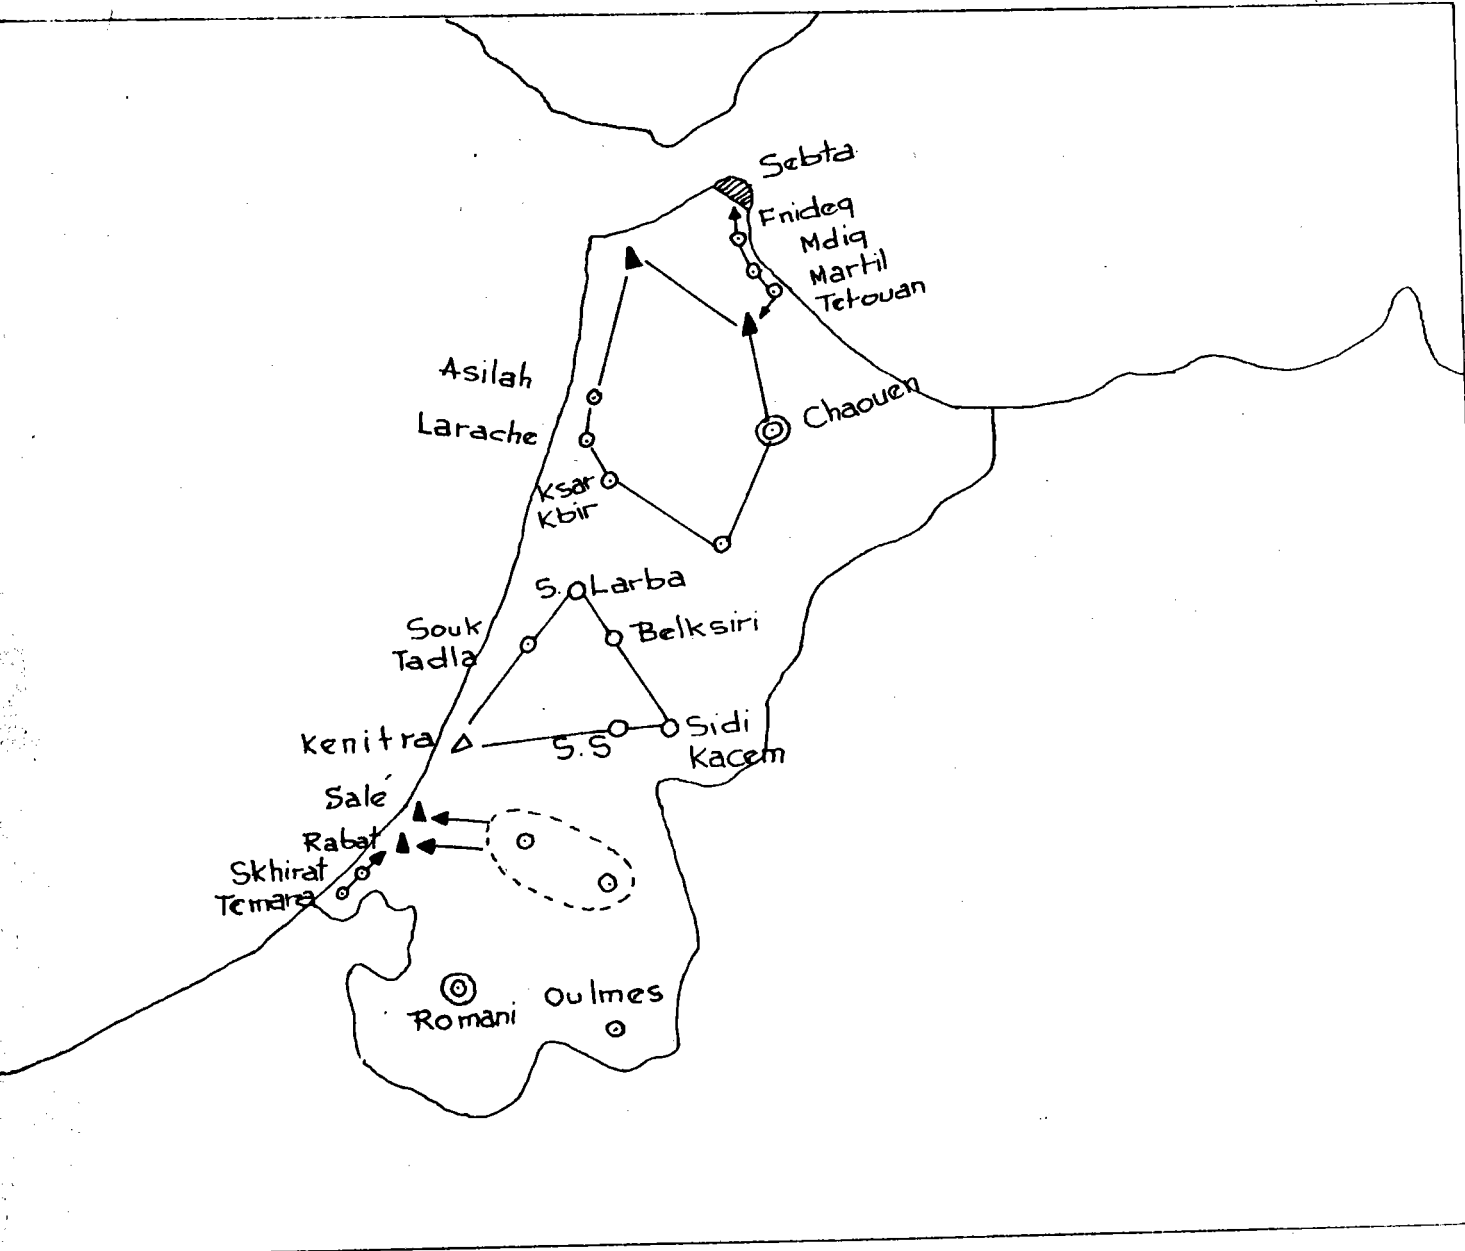 Sebta
Fnideq
Mdiq
Martil
Tetouan
Asilah
Chaouen
Larache
Ksar
Kbir
S. Larba
Souk
Tadla
Belksiri
Kenitra
S.S
Sidi
Kacem
Salé
Rabat
Skhirat
Temara
Romani
Oulmes